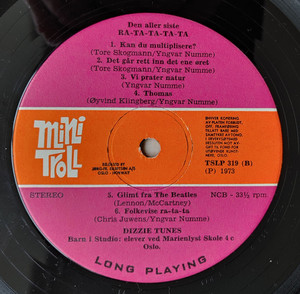 Den aller siste
RA-TA-TA-TA-TA
1. Kan du multiplisere?
(Tore Skogmann/Yngvar Numme)
2. Det går rett inn det ene øret
(Tore Skogmann/Yngvar Numme)
3. Vi prater natur
(Yngvar Numme)
4. Thomas
(Øyvind Klingberg/Yngvar Numme)
mini
TROLL
OSLO - NORWAY
TSLP 219 (B)
(P) 1973
STEREO
5. Glimt fra The Beatles
NCB - 33⅓ rpm
(Lennon/McCartney)
6. Folkevise ra-ta-ta
(Chris Juwens/Yngvar Numme)
DIZZIE TUNES
Barn i Studio: elever ved Marienlyst Skole 4 c
Oslo.
LONG PLAYING